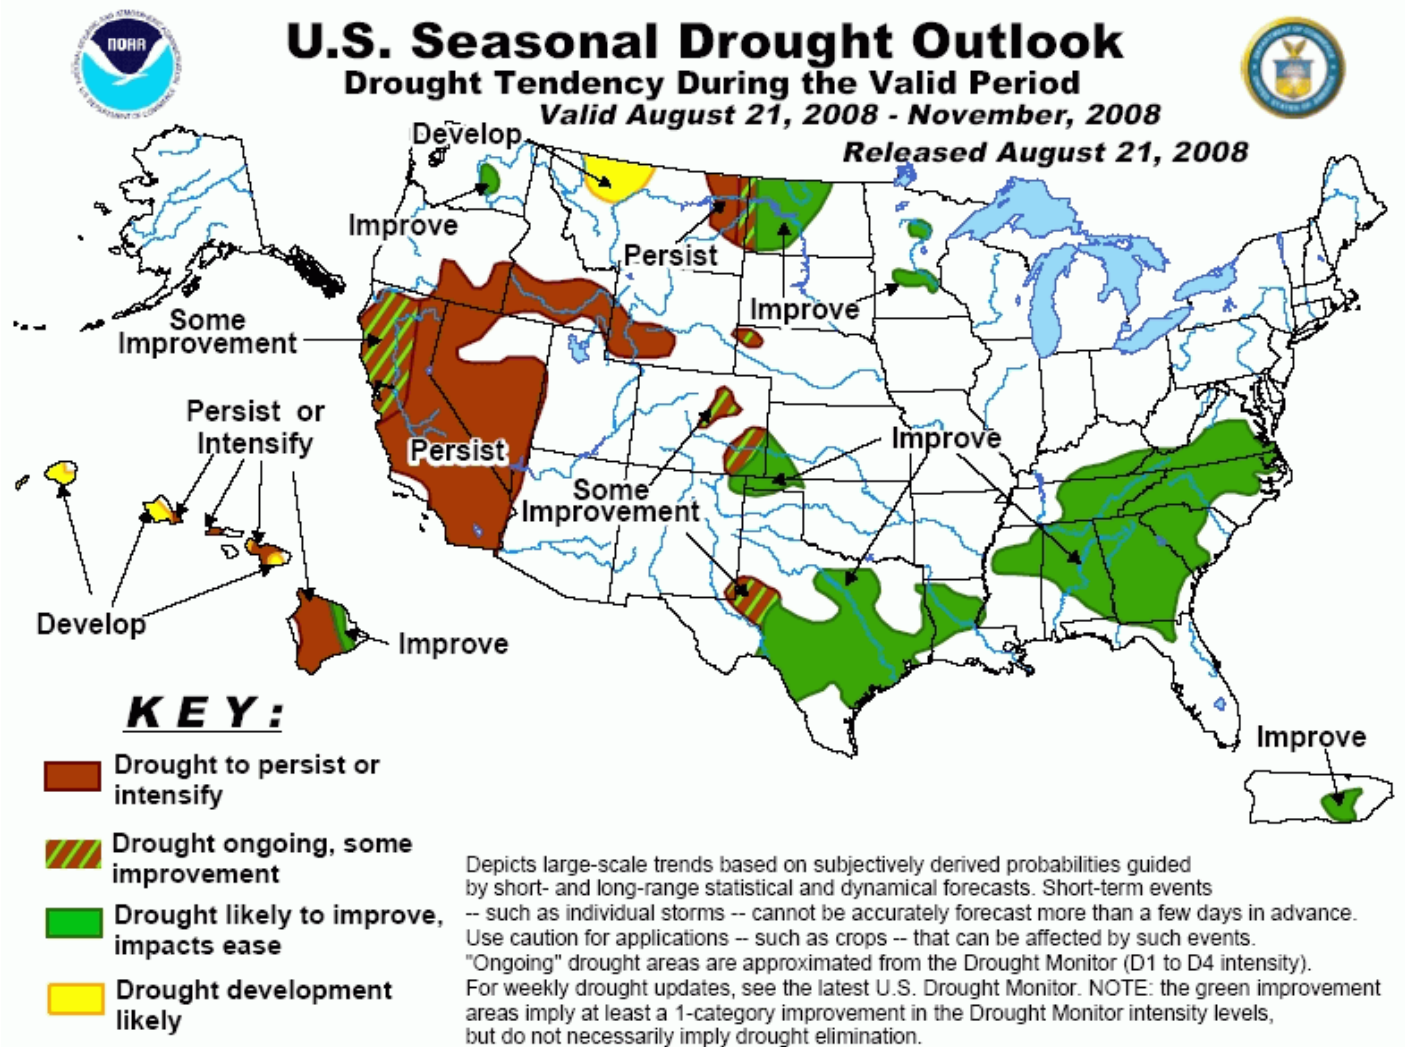 NOAA
U.S. Seasonal Drought Outlook
Drought Tendency During the Valid Period
Valid August 21, 2008 - November, 2008
Released August 21, 2008
Develop
Improve
Persist
Improve
Some
Improvement
Persist or
Intensify
Persist
Improve
Some
Improvement
Develop
Improve
Improve
KEY:
Drought to persist or
intensify
Drought ongoing, some
improvement
Drought likely to improve,
impacts ease
Drought development
likely
Depicts large-scale trends based on subjectively derived probabilities guided
by short- and long-range statistical and dynamical forecasts. Short-term events
-- such as individual storms -- cannot be accurately forecast more than a few days in advance.
Use caution for applications -- such as crops -- that can be affected by such events.
"Ongoing" drought areas are approximated from the Drought Monitor (D1 to D4 intensity).
For weekly drought updates, see the latest U.S. Drought Monitor. NOTE: the green improvement
areas imply at least a 1-category improvement in the Drought Monitor intensity levels,
but do not necessarily imply drought elimination.